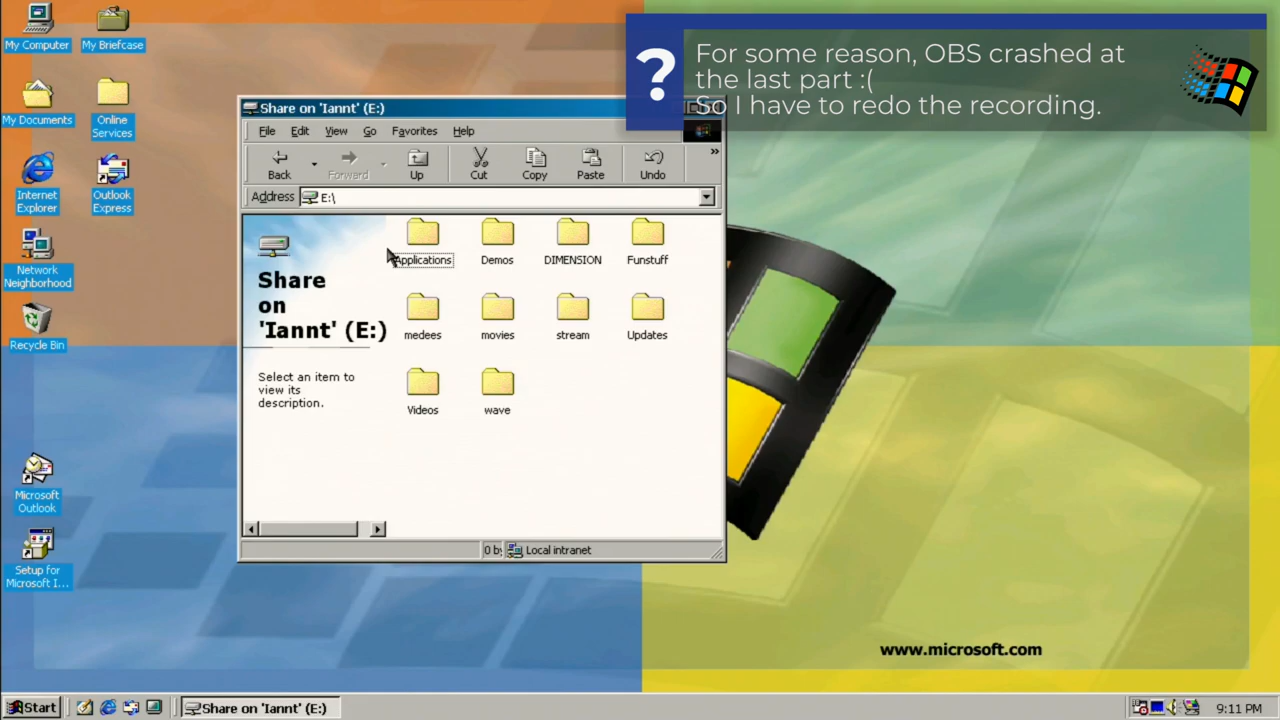 My Computer
My Briefcase
My Documents
Online
Services
Internet
Explorer
Outlook
Express
Network
Neighborhood
Recycle Bin
Microsoft
Outlook
Setup for
Microsoft I...
?
For some reason, OBS crashed at
the last part :(
So I have to redo the recording.
Share on 'Iannt' (E:)
File Edit View Go Favorites Help
Back Forward Up Cut Copy Paste Undo »
Address E:\
Share
on
'Iannt' (E:)
Select an item to
view its
description.
Applications Demos DIMENSION Funstuff
medees movies stream Updates
Videos wave
0 by Local intranet
www.microsoft.com
Start Share on 'Iannt' (E:) 9:11 PM